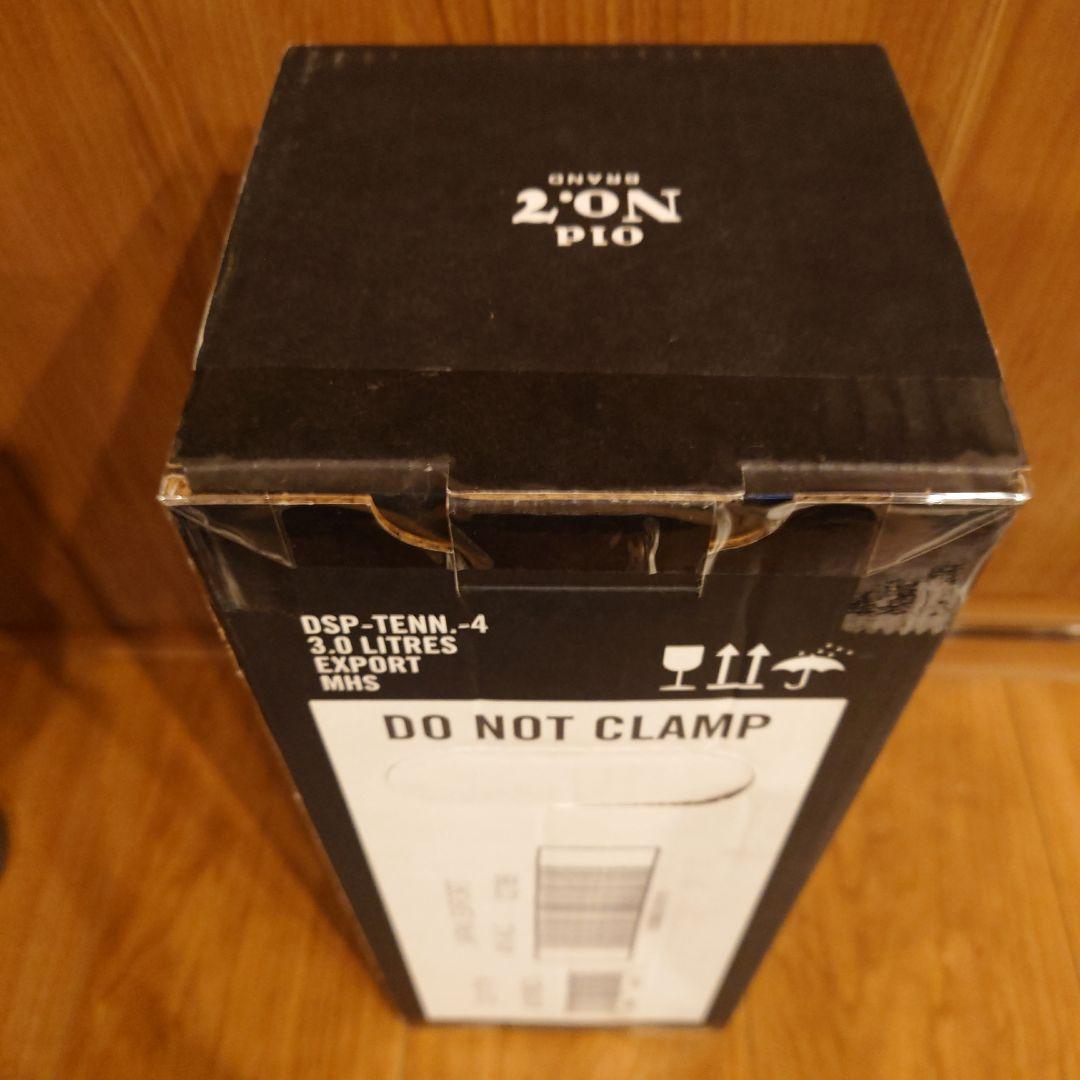 Old
No.7
BRAND
DSP-TENN.-4
3.0 LITRES
EXPORT
MHS
DO NOT CLAMP